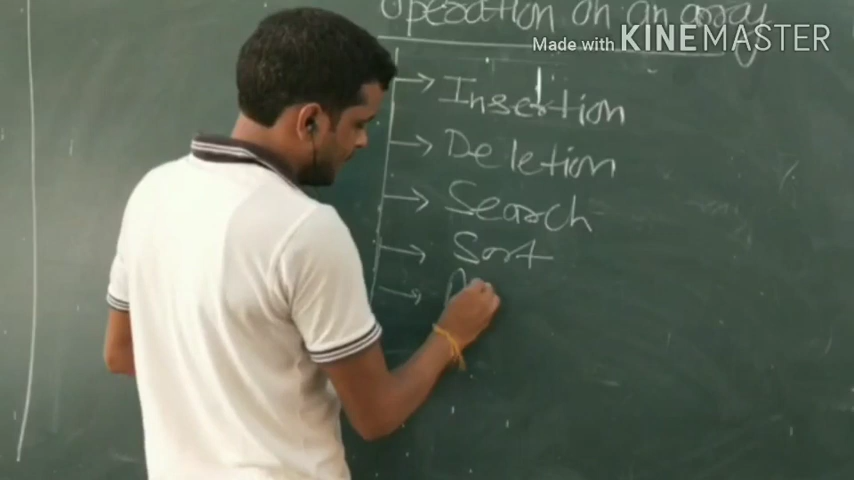 Operation on an array
Made with KINEMASTER
Insertion
Deletion
Search
Sort